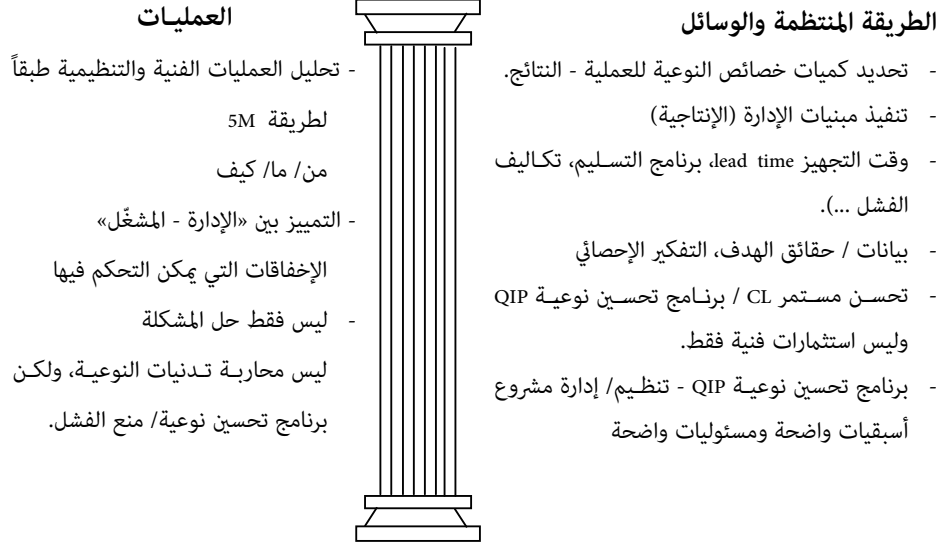 الطريقة المنتظمة والوسائل
- تحديد كميات خصائص النوعية للعملية - النتائج.
- تنفيذ مبنيات الإدارة (الإنتاجية)
- وقت التجهيز lead time، برنامج التسليم، تكاليف
الفشل ...).
- بيانات / حقائق الهدف، التفكير الإحصائي
- تحسن مستمر CL / برنامج تحسين نوعية QIP
وليس استثمارات فنية فقط.
- برنامج تحسين نوعية QIP - تنظيم/ إدارة مشروع
أسبقيات واضحة ومسئوليات واضحة
العمليات
- تحليل العمليات الفنية والتنظيمية طبقاً
لطريقة 5M
من/ ما/ كيف
- التمييز بين «الإدارة - المشغّل»
الإخفاقات التي يمكن التحكم فيها
- ليس فقط حل المشكلة
ليس محاربة تدنيات النوعية، ولكن
برنامج تحسين نوعية/ منع الفشل.